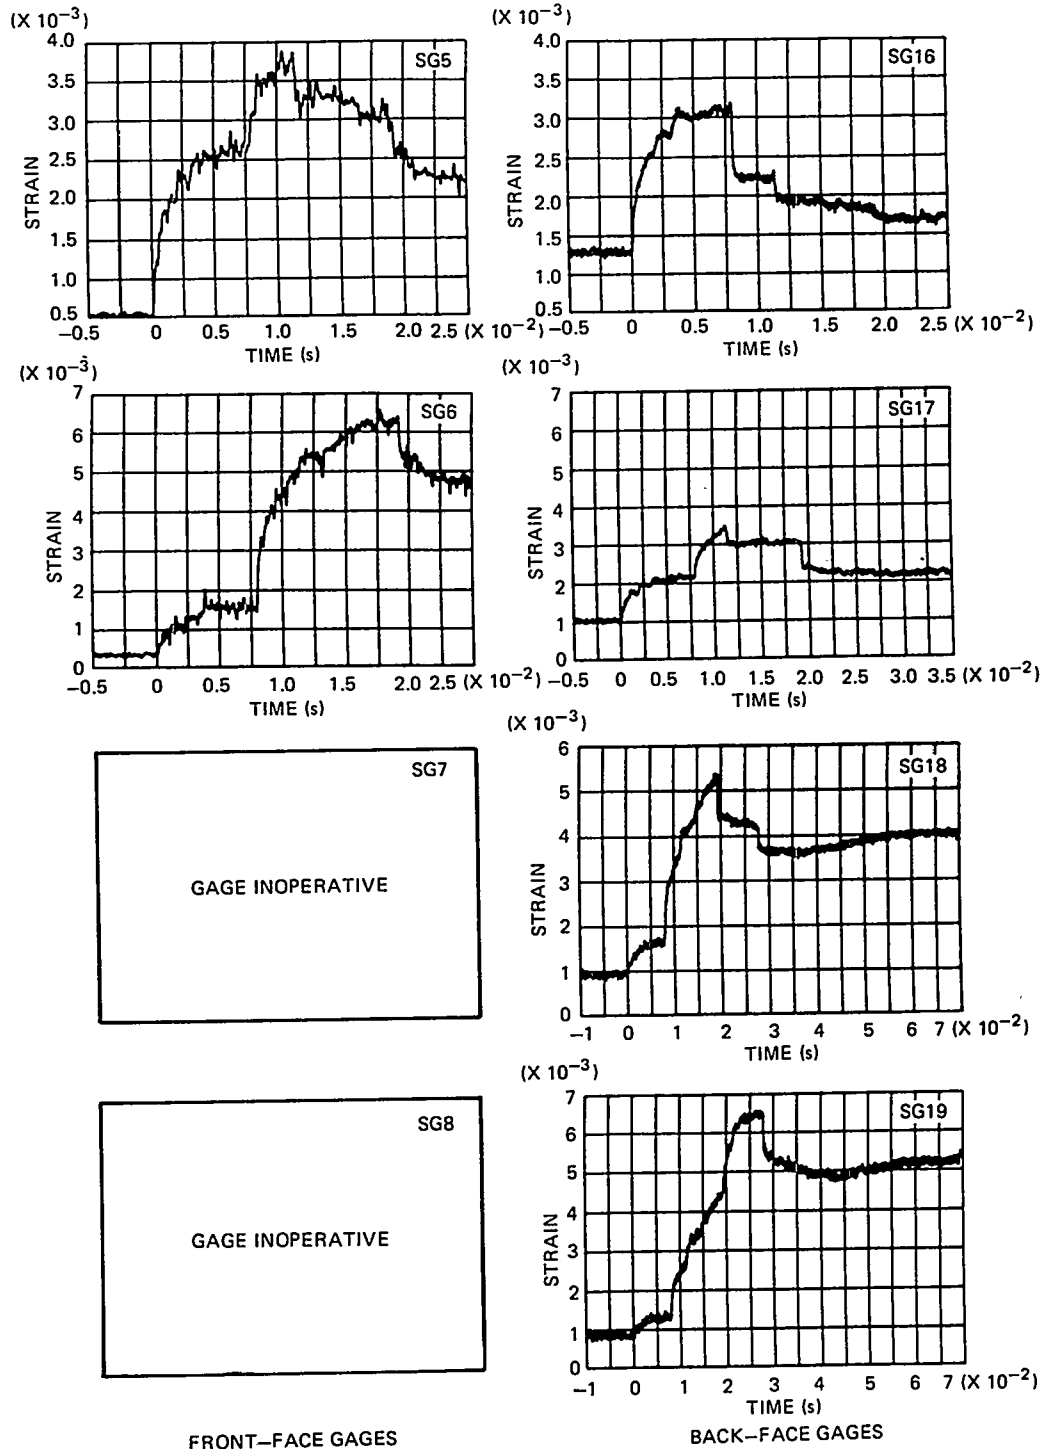 (X 10−3)
4.0
3.5
3.0
2.5
2.0
1.5
1.0
0.5
STRAIN
SG5
−0.5 0 0.5 1.0 1.5 2.0 2.5 (X 10−2)
TIME (s)
(X 10−3)
4.0
3.5
3.0
2.5
2.0
1.5
1.0
0.5
STRAIN
SG16
−0.5 0 0.5 1.0 1.5 2.0 2.5 (X 10−2)
TIME (s)
(X 10−3)
7
6
5
4
3
2
1
0
STRAIN
SG6
−0.5 0 0.5 1.0 1.5 2.0 2.5 (X 10−2)
TIME (s)
(X 10−3)
7
6
5
4
3
2
1
0
STRAIN
SG17
−0.5 0 0.5 1.0 1.5 2.0 2.5 3.0 3.5 (X 10−2)
TIME (s)
SG7
GAGE INOPERATIVE
(X 10−3)
6
5
4
3
2
1
0
STRAIN
SG18
−1 0 1 2 3 4 5 6 7 (X 10−2)
TIME (s)
SG8
GAGE INOPERATIVE
(X 10−3)
7
6
5
4
3
2
1
0
STRAIN
SG19
−1 0 1 2 3 4 5 6 7 (X 10−2)
TIME (s)
FRONT−FACE GAGES
BACK−FACE GAGES